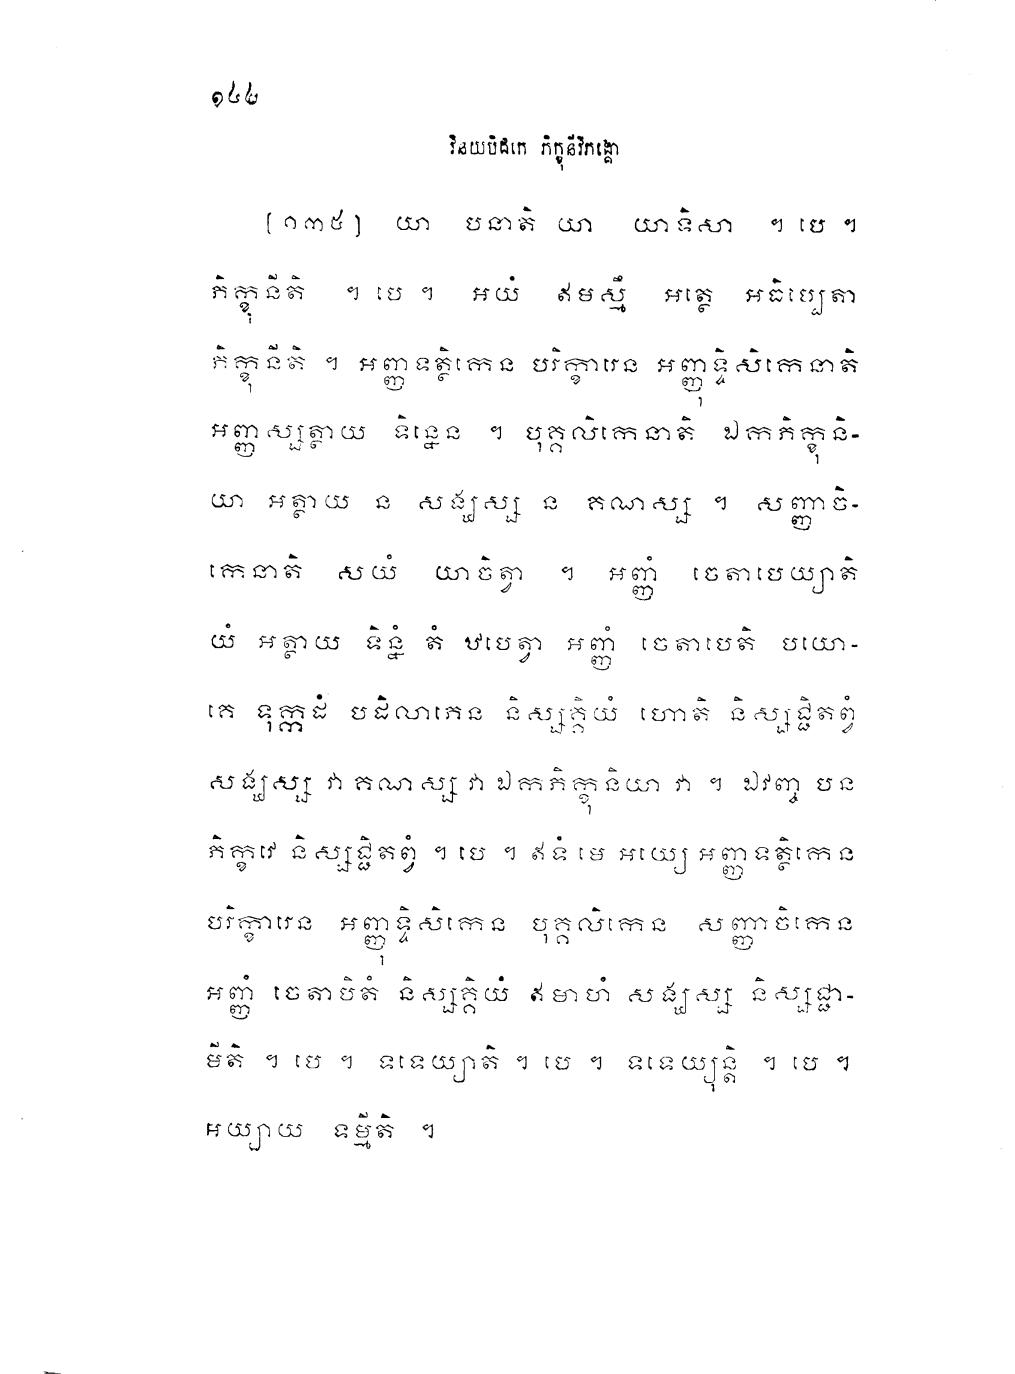 ១៤៤
វិនយបិដកេ ភិក្ខុនីវិភង្គោ
[១៣៥] យា បនាតិ យា យាទិសា ។ បេ ។
ភិក្ខុនីតិ ។ បេ ។ អយំ ឥមស្មឹ អត្ថេ អធិប្បេតា
ភិក្ខុនីតិ ។ អញ្ញទត្ថិកេន បរិក្ខារេន អញ្ញុទ្ទិសិកេនាតិ
អញ្ញស្សត្ថាយ ទិន្នេន ។ បុគ្គលិកេនាតិ ឯកភិក្ខុនិ-
យា អត្ថាយ ន សង្ឃស្ស ន គណស្ស ។ សញ្ញាចិ-
កេនាតិ សយំ យាចិត្វា ។ អញ្ញំ ចេតាបេយ្យាតិ
យំ អត្ថាយ ទិន្នំ តំ ឋបេត្វា អញ្ញំ ចេតាបេតិ បយោ-
គេ ទុក្កដំ បដិលាភេន និស្សគ្គិយំ ហោតិ និស្សជ្ជិតព្វំ
សង្ឃស្ស វា គណស្ស វា ឯកភិក្ខុនិយា វា ។ ឯវញ្ច បន
ភិក្ខវេ និស្សជ្ជិតព្វំ ។ បេ ។ ឥទំ មេ អយ្យេ អញ្ញទត្ថិកេន
បរិក្ខារេន អញ្ញុទ្ទិសិកេន បុគ្គលិកេន សញ្ញាចិកេន
អញ្ញំ ចេតាបិតំ និស្សគ្គិយំ ឥមាហំ សង្ឃស្ស និស្សជ្ជា-
មីតិ ។ បេ ។ ទទេយ្យាតិ ។ បេ ។ ទទេយ្យុន្តិ ។ បេ ។
អយ្យាយ ទម្មីតិ ។